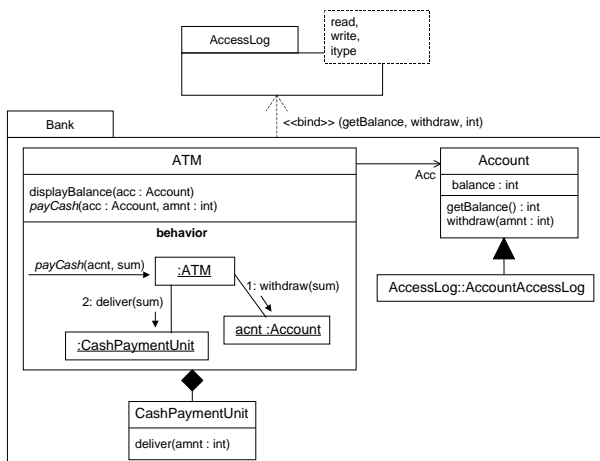 AccessLog
read,
write,
itype
<<bind>> (getBalance, withdraw, int)
Bank
ATM
displayBalance(acc : Account)
payCash(acc : Account, amnt : int)
behavior
payCash(acnt, sum)
:ATM
1: withdraw(sum)
2: deliver(sum)
:CashPaymentUnit
acnt :Account
Acc
Account
balance : int
getBalance() : int
withdraw(amnt : int)
AccessLog::AccountAccessLog
CashPaymentUnit
deliver(amnt : int)